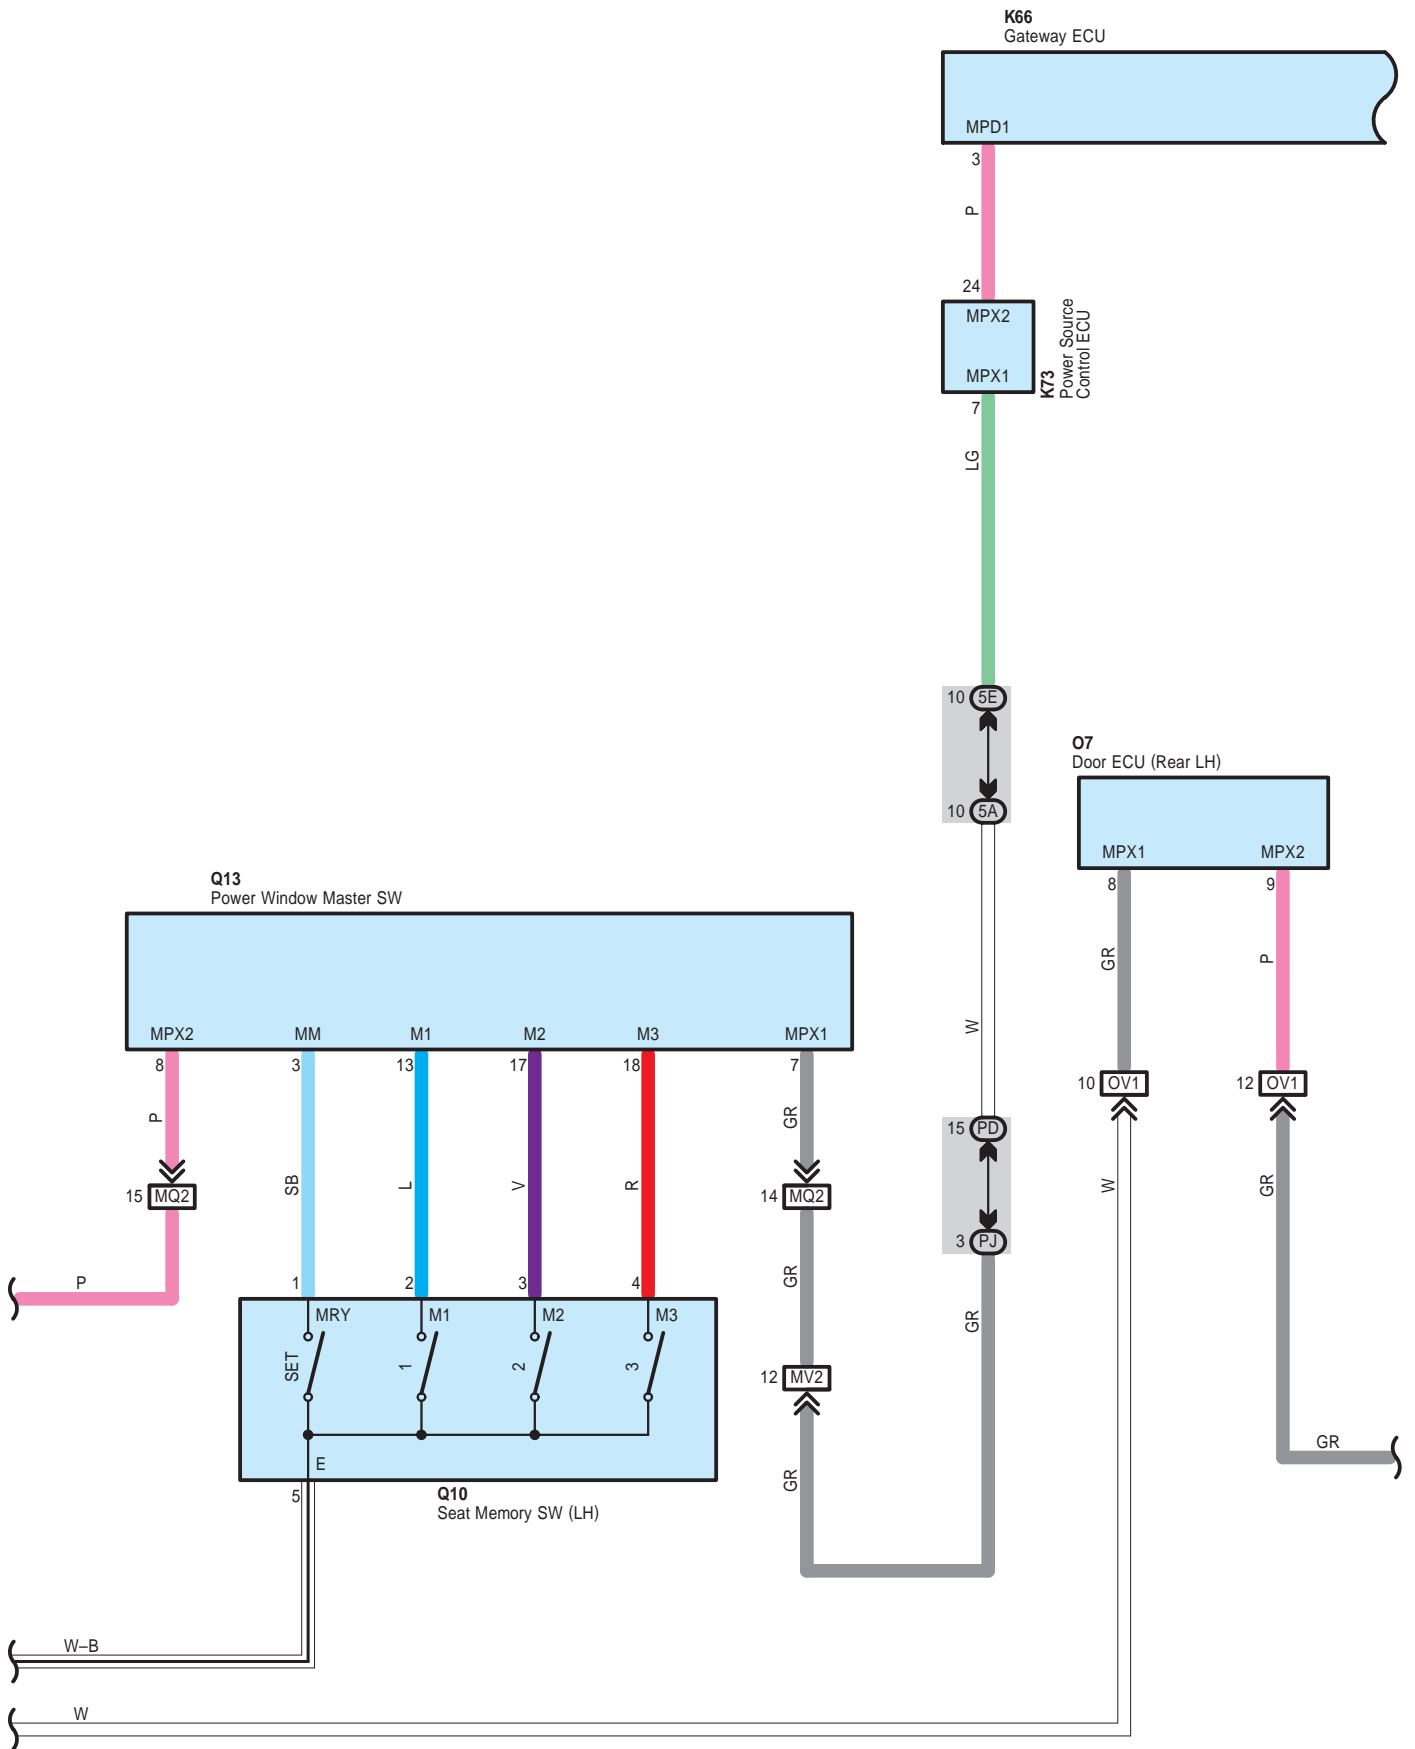 K66
Gateway ECU
MPD1
3
P
24
MPX2
MPX1
K73
Power Source
Control ECU
7
LG
10 5E
10 5A
W
15 PD
3 PJ
GR
O7
Door ECU (Rear LH)
MPX1 MPX2
8 9
GR P
10 OV1 12 OV1
W GR
GR
Q13
Power Window Master SW
MPX2 MM M1 M2 M3 MPX1
8 3 13 17 18 7
P SB L V R GR
15 MQ2 14 MQ2
P
GR
1 2 3 4
MRY M1 M2 M3
SET 1 2 3
12 MV2
GR
E
5
Q10
Seat Memory SW (LH)
W–B
W